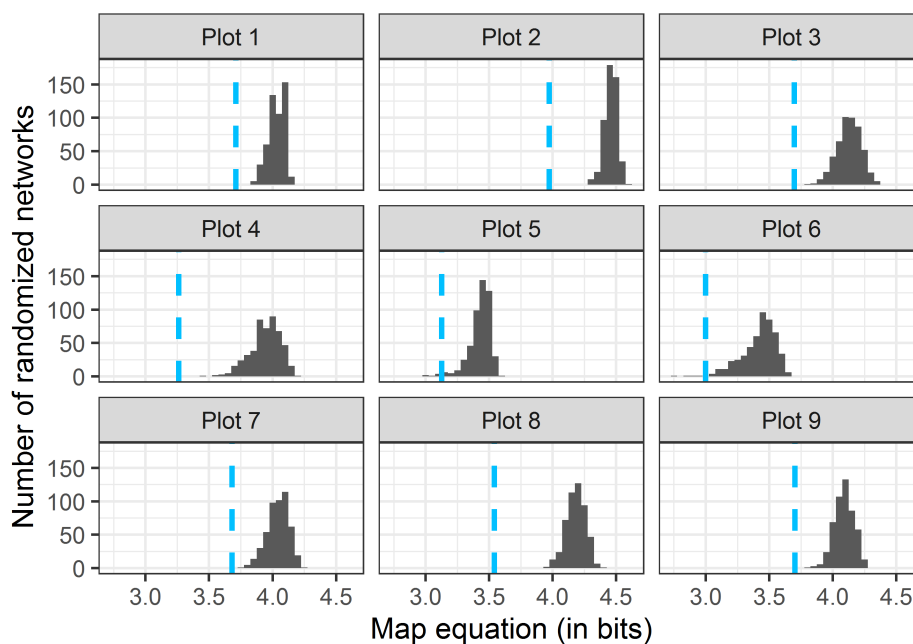 Plot 1 Plot 2 Plot 3
150
100
50
0
Plot 4 Plot 5 Plot 6
150
100
50
0
Plot 7 Plot 8 Plot 9
150
100
50
0
3.0 3.5 4.0 4.5 3.0 3.5 4.0 4.5 3.0 3.5 4.0 4.5
Map equation (in bits)
Number of randomized networks